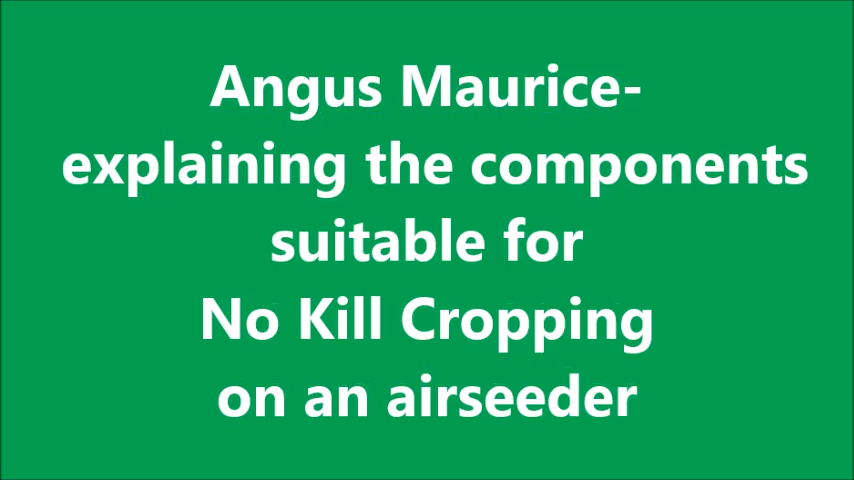 Angus Maurice-
explaining the components
suitable for
No Kill Cropping
on an airseeder